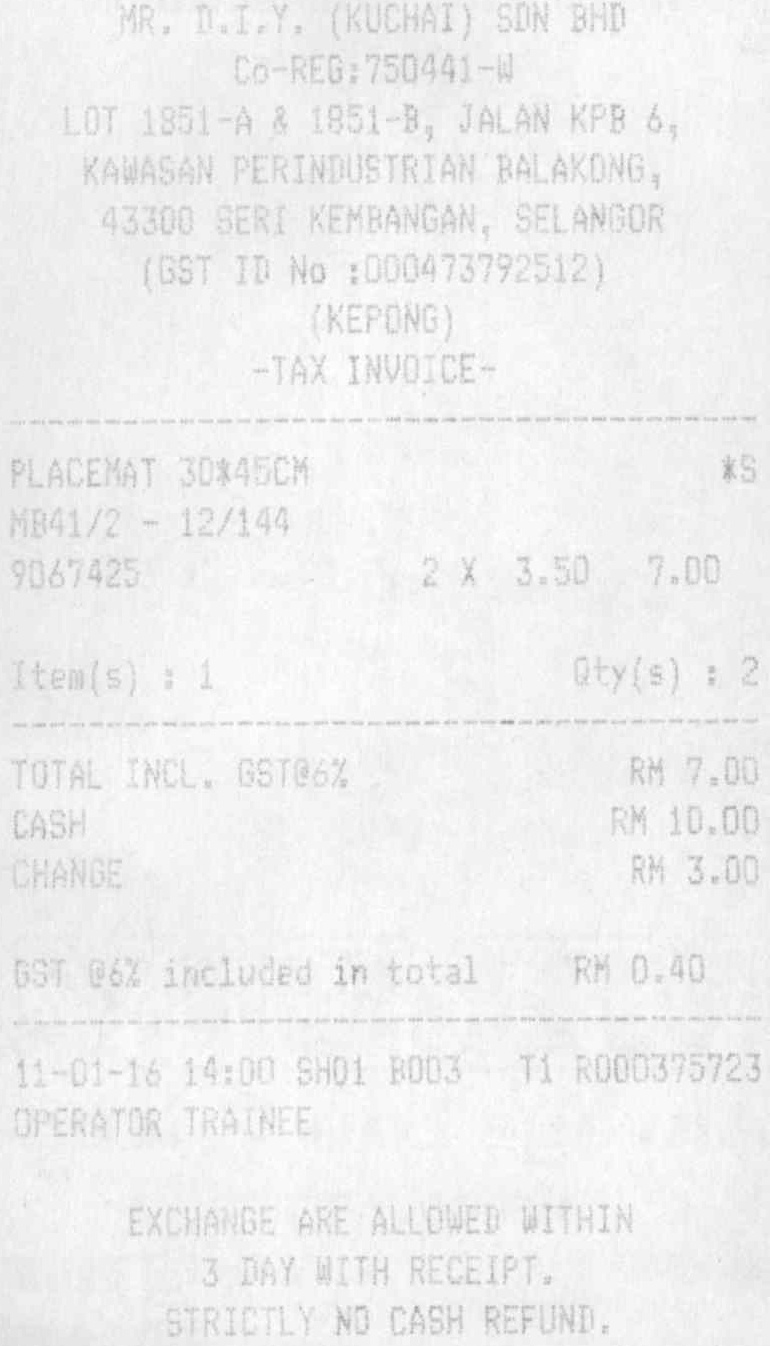 MR. D.I.Y. (KUCHAI) SDN BHD
Co-REG:750441-W
LOT 1851-A & 1851-B, JALAN KPB 6,
KAWASAN PERINDUSTRIAN BALAKONG,
43300 SERI KEMBANGAN, SELANGOR
(GST ID No :000473792512)
(KEPONG)
-TAX INVOICE-
PLACEMAT 30*45CM *S
MB41/2 - 12/144
9067425 2 X 3.50 7.00
Item(s) : 1 Qty(s) : 2
TOTAL INCL. GST@6% RM 7.00
CASH RM 10.00
CHANGE RM 3.00
GST @6% included in total RM 0.40
11-01-16 14:00 SH01 B003 T1 R000375723
OPERATOR TRAINEE
EXCHANGE ARE ALLOWED WITHIN
3 DAY WITH RECEIPT.
STRICTLY NO CASH REFUND.